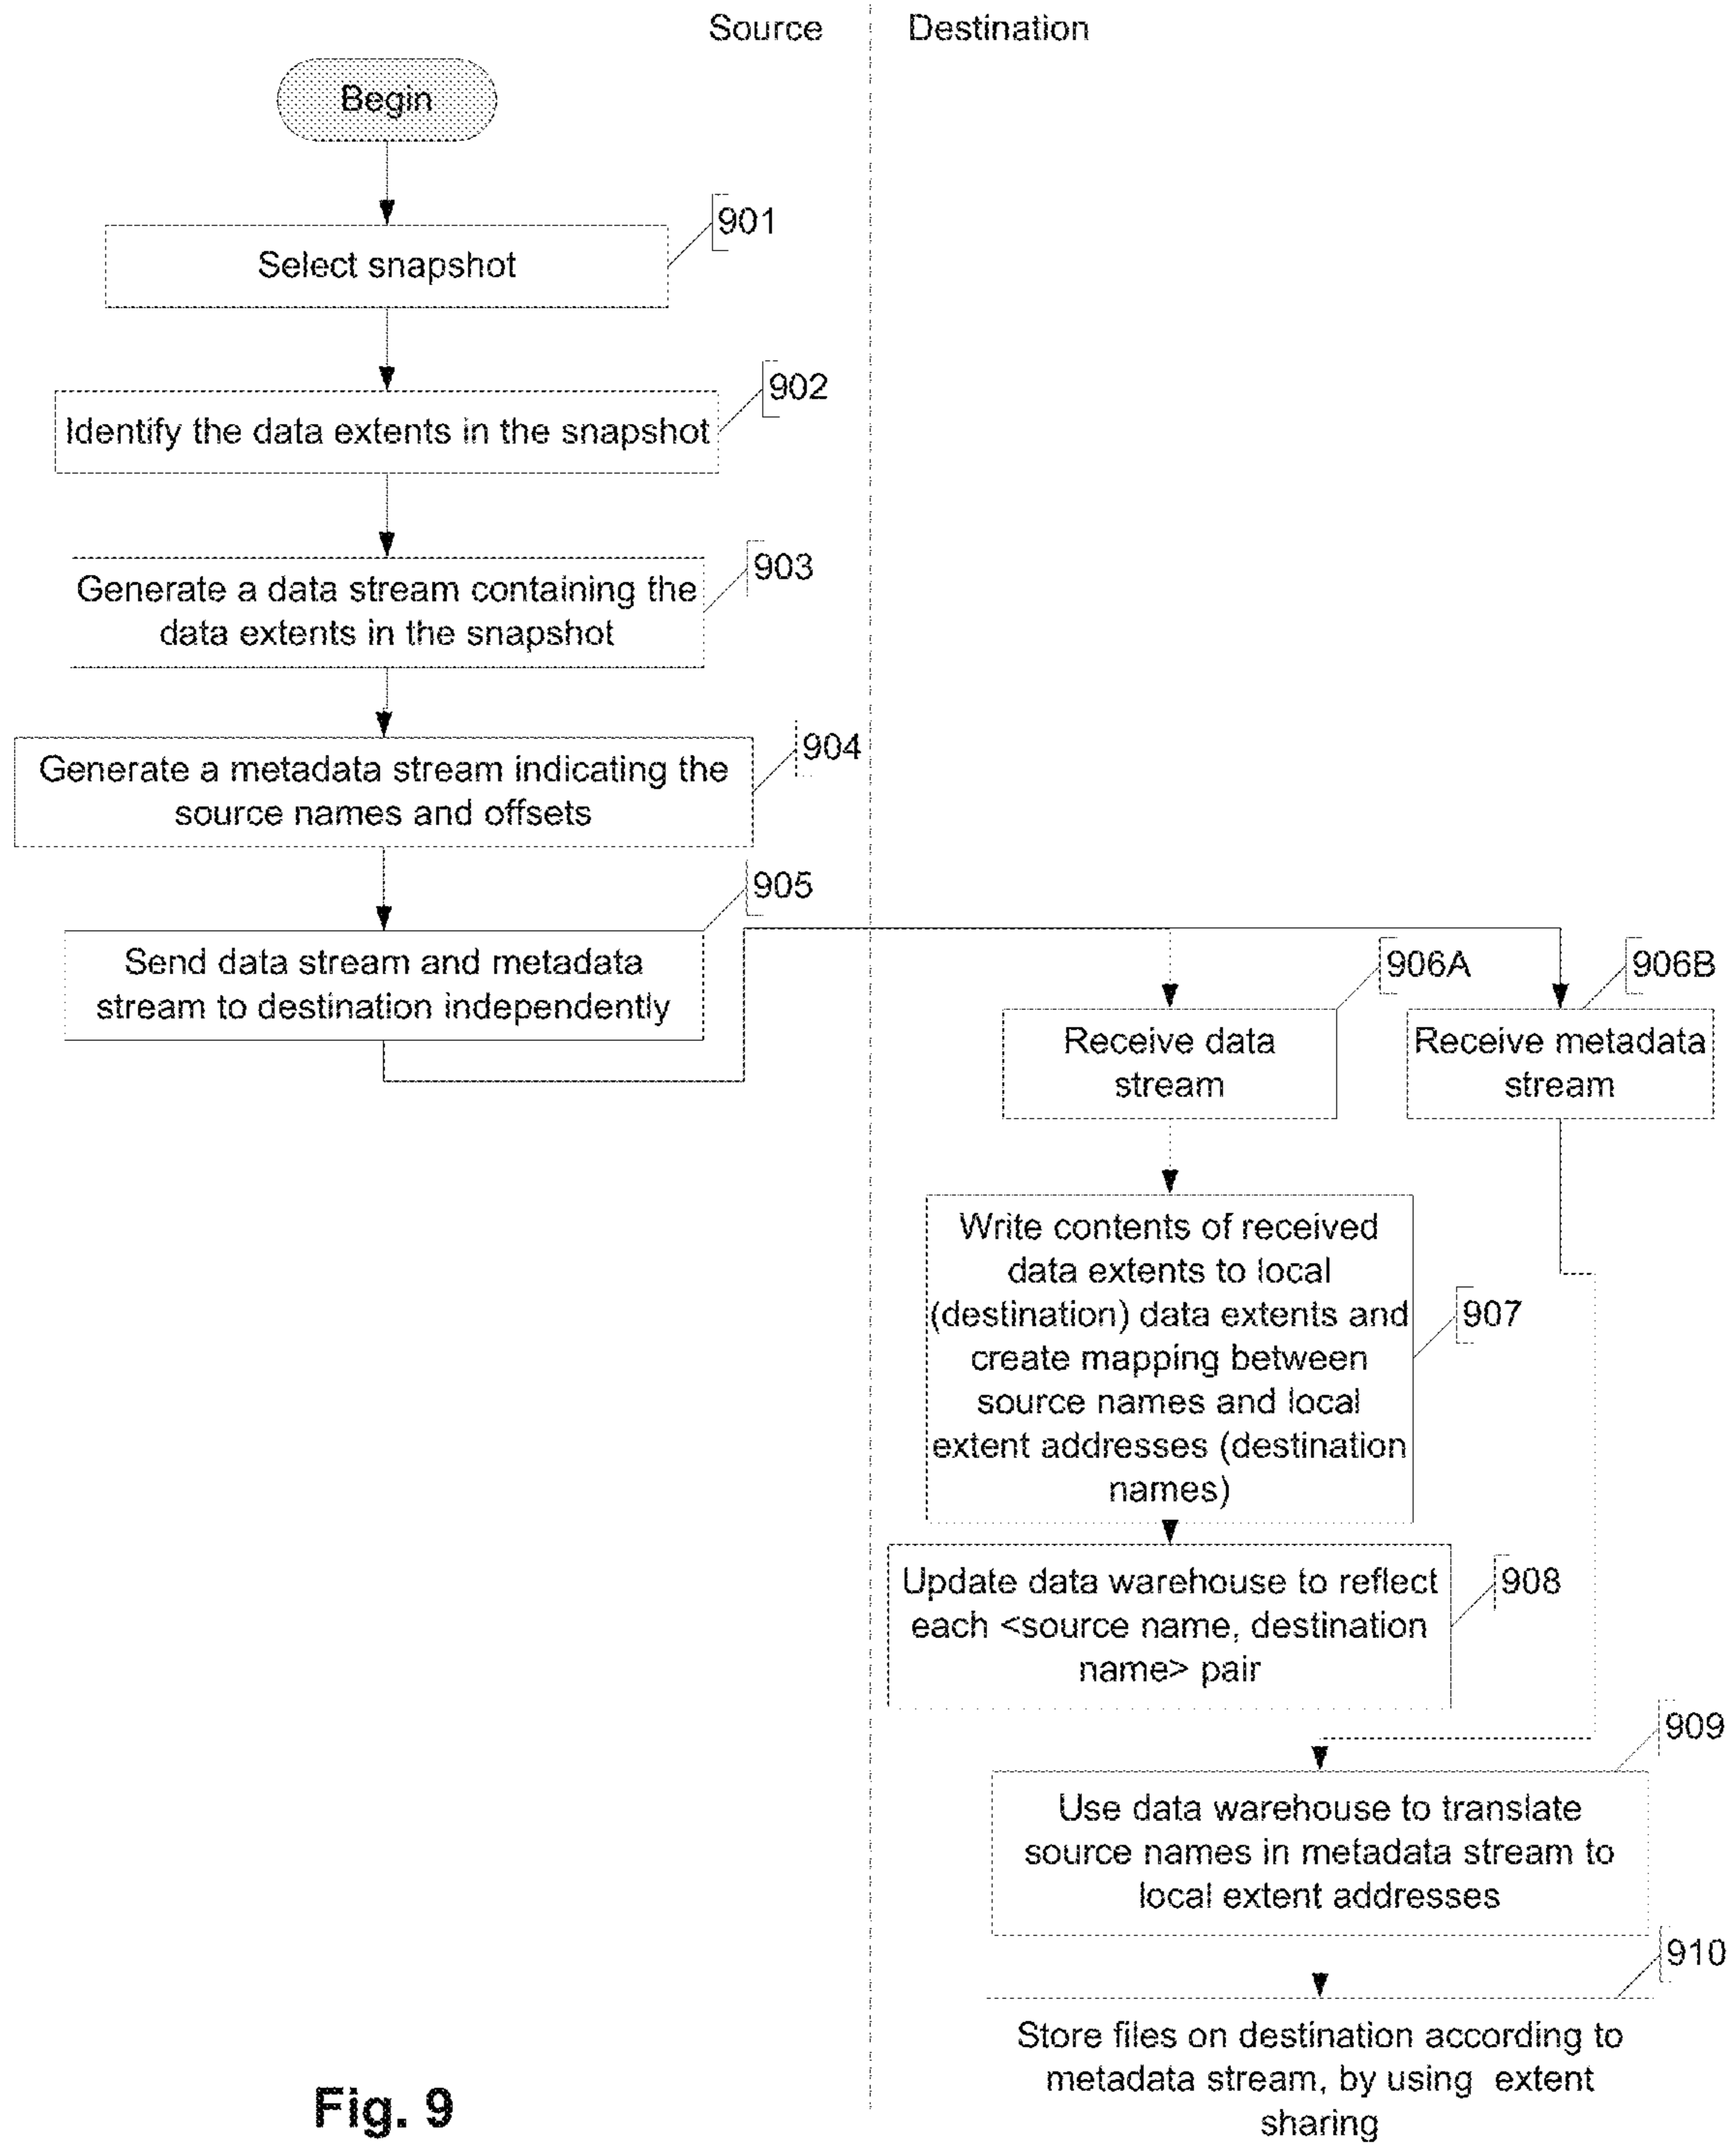 Source
Destination
Begin
901
Select snapshot
902
Identify the data extents in the snapshot
903
Generate a data stream containing the
data extents in the snapshot
904
Generate a metadata stream indicating the
source names and offsets
905
Send data stream and metadata
stream to destination independently
906A
Receive data
stream
906B
Receive metadata
stream
Write contents of received
data extents to local
(destination) data extents and
create mapping between
source names and local
extent addresses (destination
names)
907
Update data warehouse to reflect
each <source name, destination
name> pair
908
909
Use data warehouse to translate
source names in metadata stream to
local extent addresses
910
Store files on destination according to
metadata stream, by using extent
sharing
Fig. 9